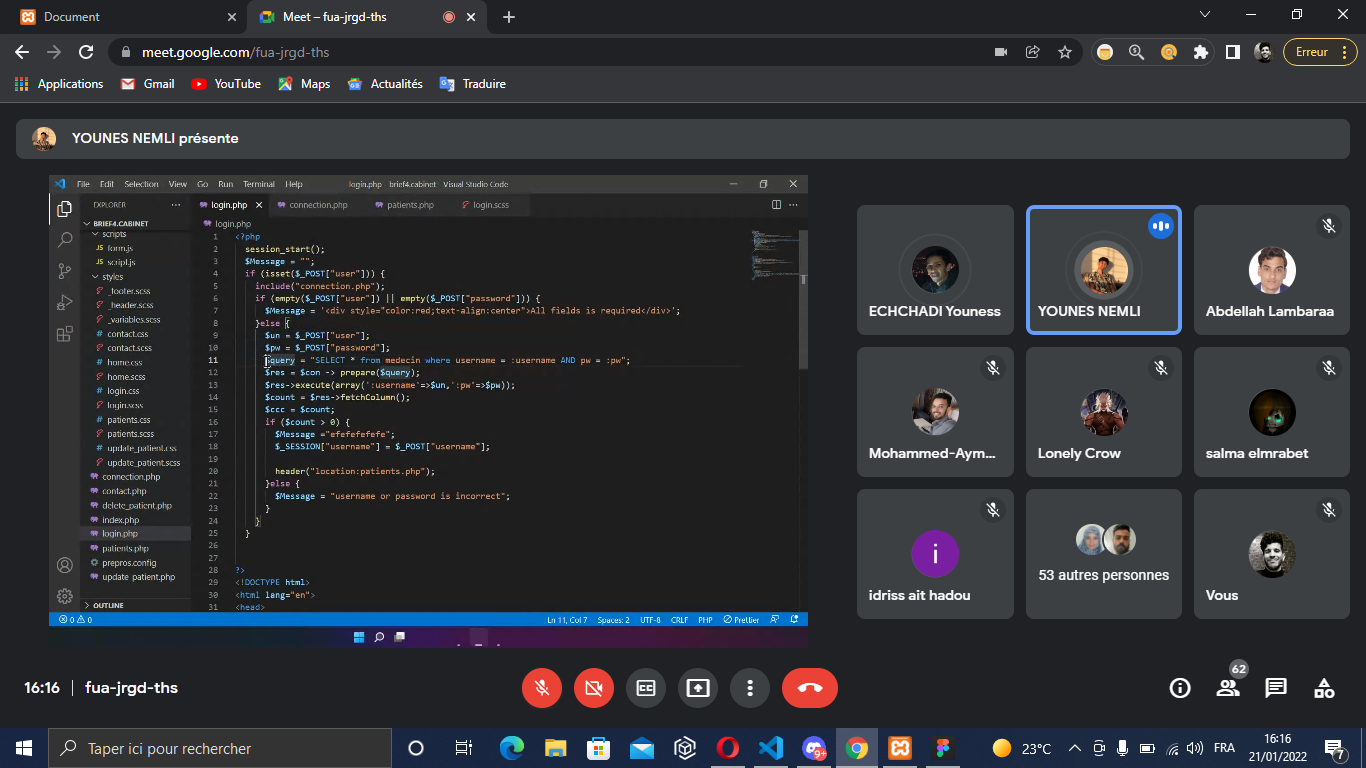 Document
Meet – fua-jrgd-ths
meet.google.com/fua-jrgd-ths
Erreur
Applications
Gmail
YouTube
Maps
Actualités
Traduire
YOUNES NEMLI présente
File Edit Selection View Go Run Terminal Help
login.php - brief4.cabinet - Visual Studio Code
EXPLORER
BRIEF4.CABINET
scripts
form.js
script.js
styles
_footer.scss
_header.scss
_variables.scss
contact.css
contact.scss
home.css
home.scss
login.css
login.scss
patients.css
patients.scss
update_patient.css
update_patient.scss
connection.php
contact.php
delete_patient.php
index.php
login.php
patients.php
prepros.config
update patient.php
OUTLINE
login.php
connection.php
patients.php
login.scss
login.php
1 <?php
2 session_start();
3 $Message = "";
4 if (isset($_POST["user"])) {
5 include("connection.php");
6 if (empty($_POST["user"]) || empty($_POST["password"])) {
7 $Message = '<div style="color:red;text-align:center">All fields is required</div>';
8 }else {
9 $un = $_POST["user"];
10 $pw = $_POST["password"];
11 $query = "SELECT * from medecin where username = :username AND pw = :pw";
12 $res = $con -> prepare($query);
13 $res->execute(array(':username'=>$un,':pw'=>$pw));
14 $count = $res->fetchColumn();
15 $ccc = $count;
16 if ($count > 0) {
17 $Message ="efefefefefe";
18 $_SESSION["username"] = $_POST["username"];
19
20 header("location:patients.php");
21 }else {
22 $Message = "username or password is incorrect";
23 }
24 }
25 }
26
27
28 ?>
29 <!DOCTYPE html>
30 <html lang="en">
31 <head>
0 0
Ln 11, Col 7 Spaces: 2 UTF-8 CRLF PHP Prettier
ECHCHADI Youness
YOUNES NEMLI
Abdellah Lambaraa
Mohammed-Aym...
Lonely Crow
salma elmrabet
i
idriss ait hadou
53 autres personnes
Vous
16:16 | fua-jrgd-ths
62
Taper ici pour rechercher
9+
23°C
FRA
16:16
21/01/2022
7